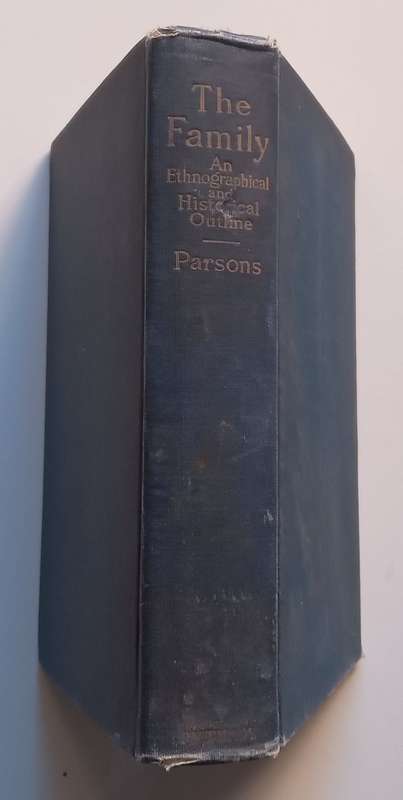 The
Family
An
Ethnographical
and
Historical
Outline
Parsons